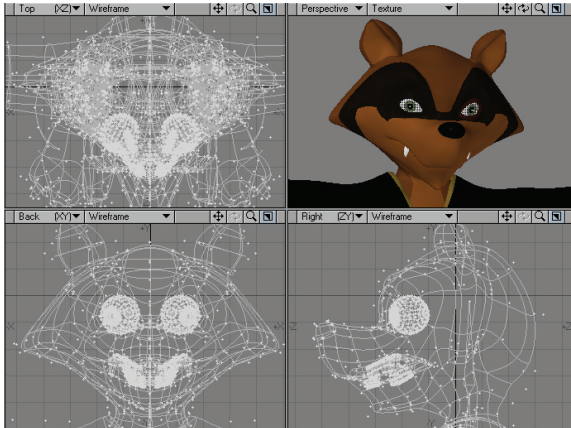 Top (XZ) Wireframe
Perspective Texture
Back (XY) Wireframe
Right (ZY) Wireframe
+Y
+Y
-X
+X
-Z
-Y
-Y